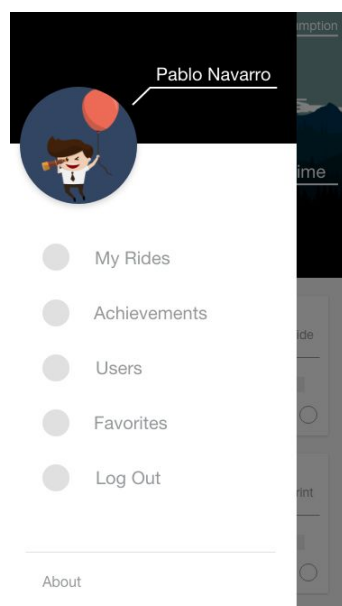 Pablo Navarro
My Rides
Achievements
Users
Favorites
Log Out
About